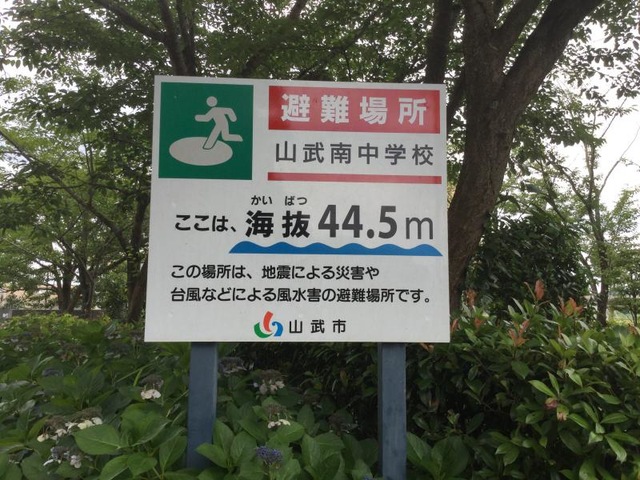 避難場所
山武南中学校
かいばつ
ここは、海抜44.5m
この場所は、地震による災害や
台風などによる風水害の避難場所です。
山武市